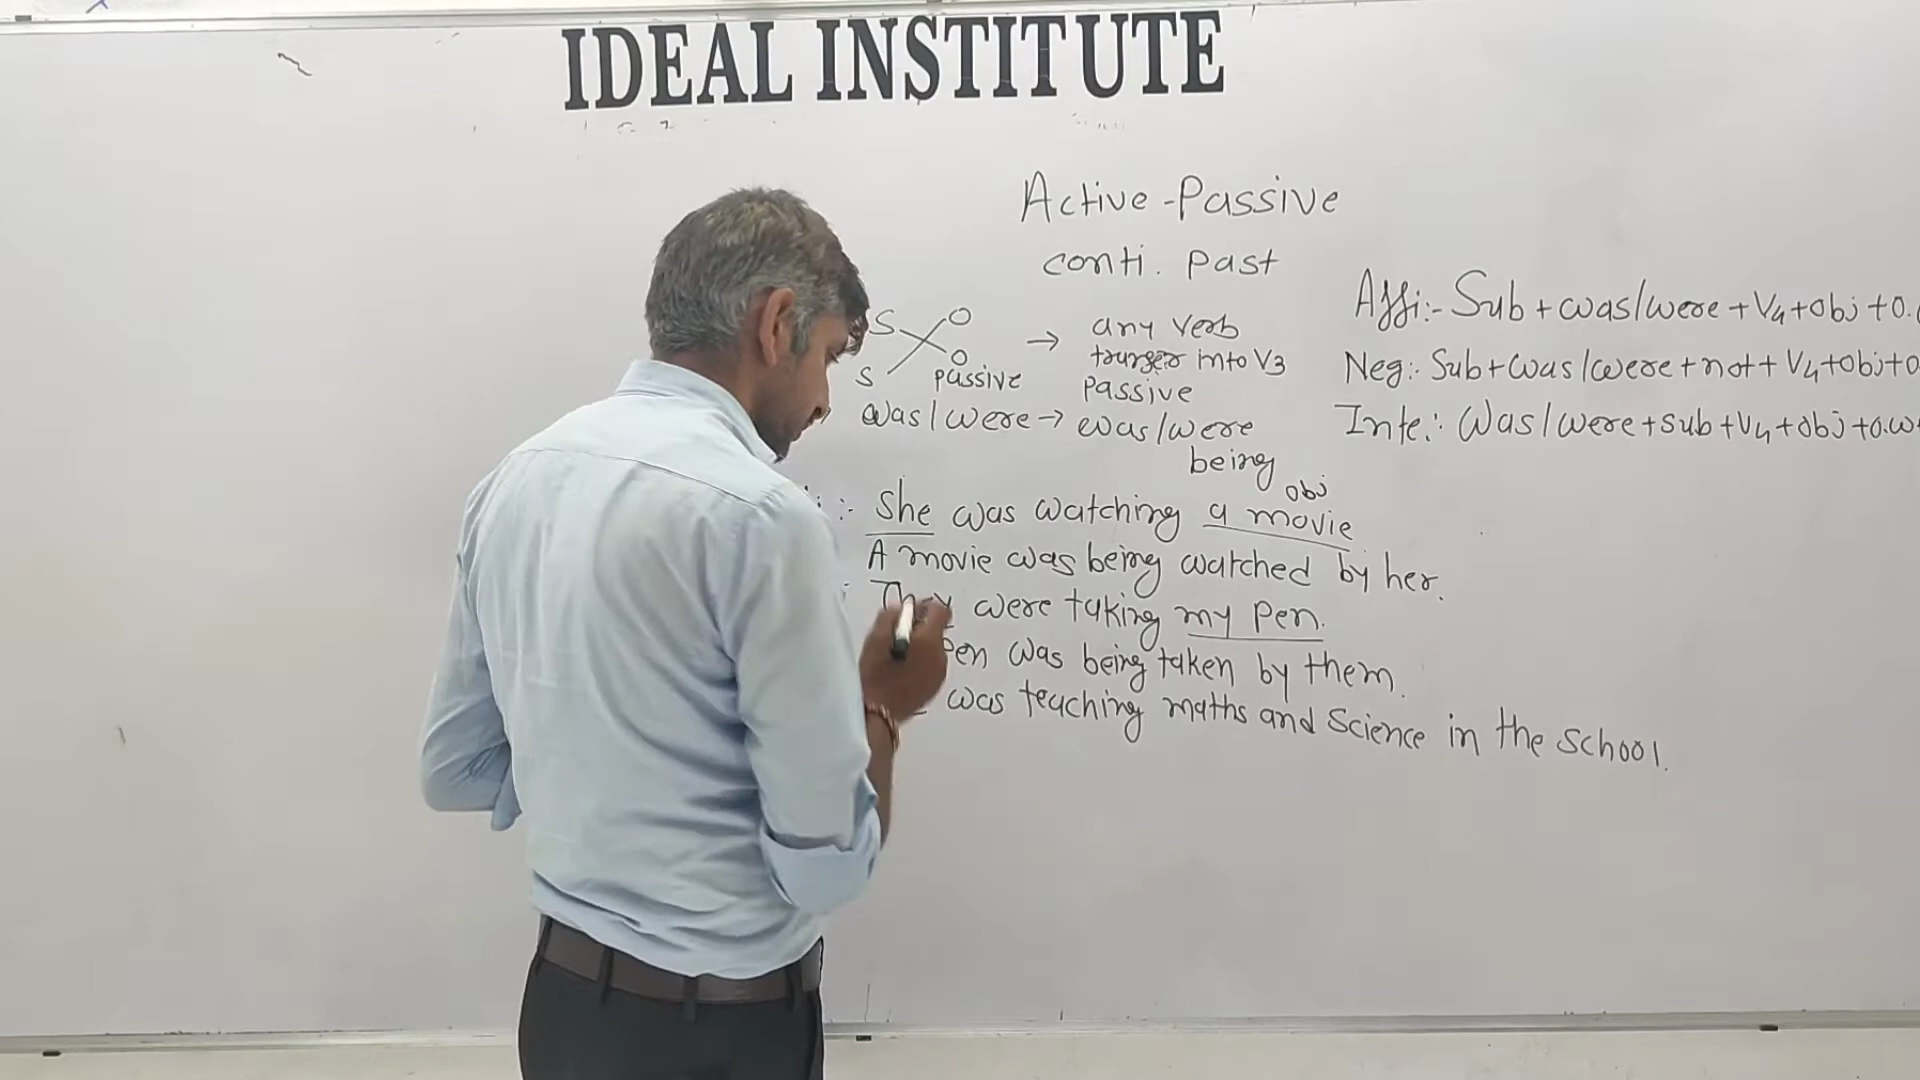 IDEAL INSTITUTE
Active-Passive
conti. Past
S O
S O
Passive
→ any verb
into V3
Passive
was/were → was/were
being
Affi:- Sub+was/were+V4+Obj+O.
Neg:- Sub+was/were+not+V4+Obj+O
Inte:- Was/were+sub+V4+obj+o.w
obj
:- She was watching a movie
A movie was being watched by her.
: They were taking my Pen.
Pen was being taken by them.
was teaching maths and Science in the School.